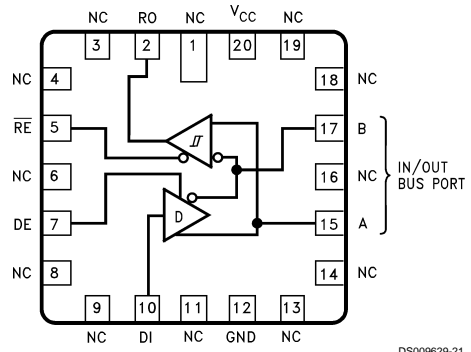 NC RO NC VCC NC
3 2 1 20 19
NC 4 18 NC
RE 5 17 B
NC 6 16 NC
IN/OUT
BUS PORT
DE 7 D 15 A
NC 8 14 NC
9 10 11 12 13
NC DI NC GND NC
DS009629-21